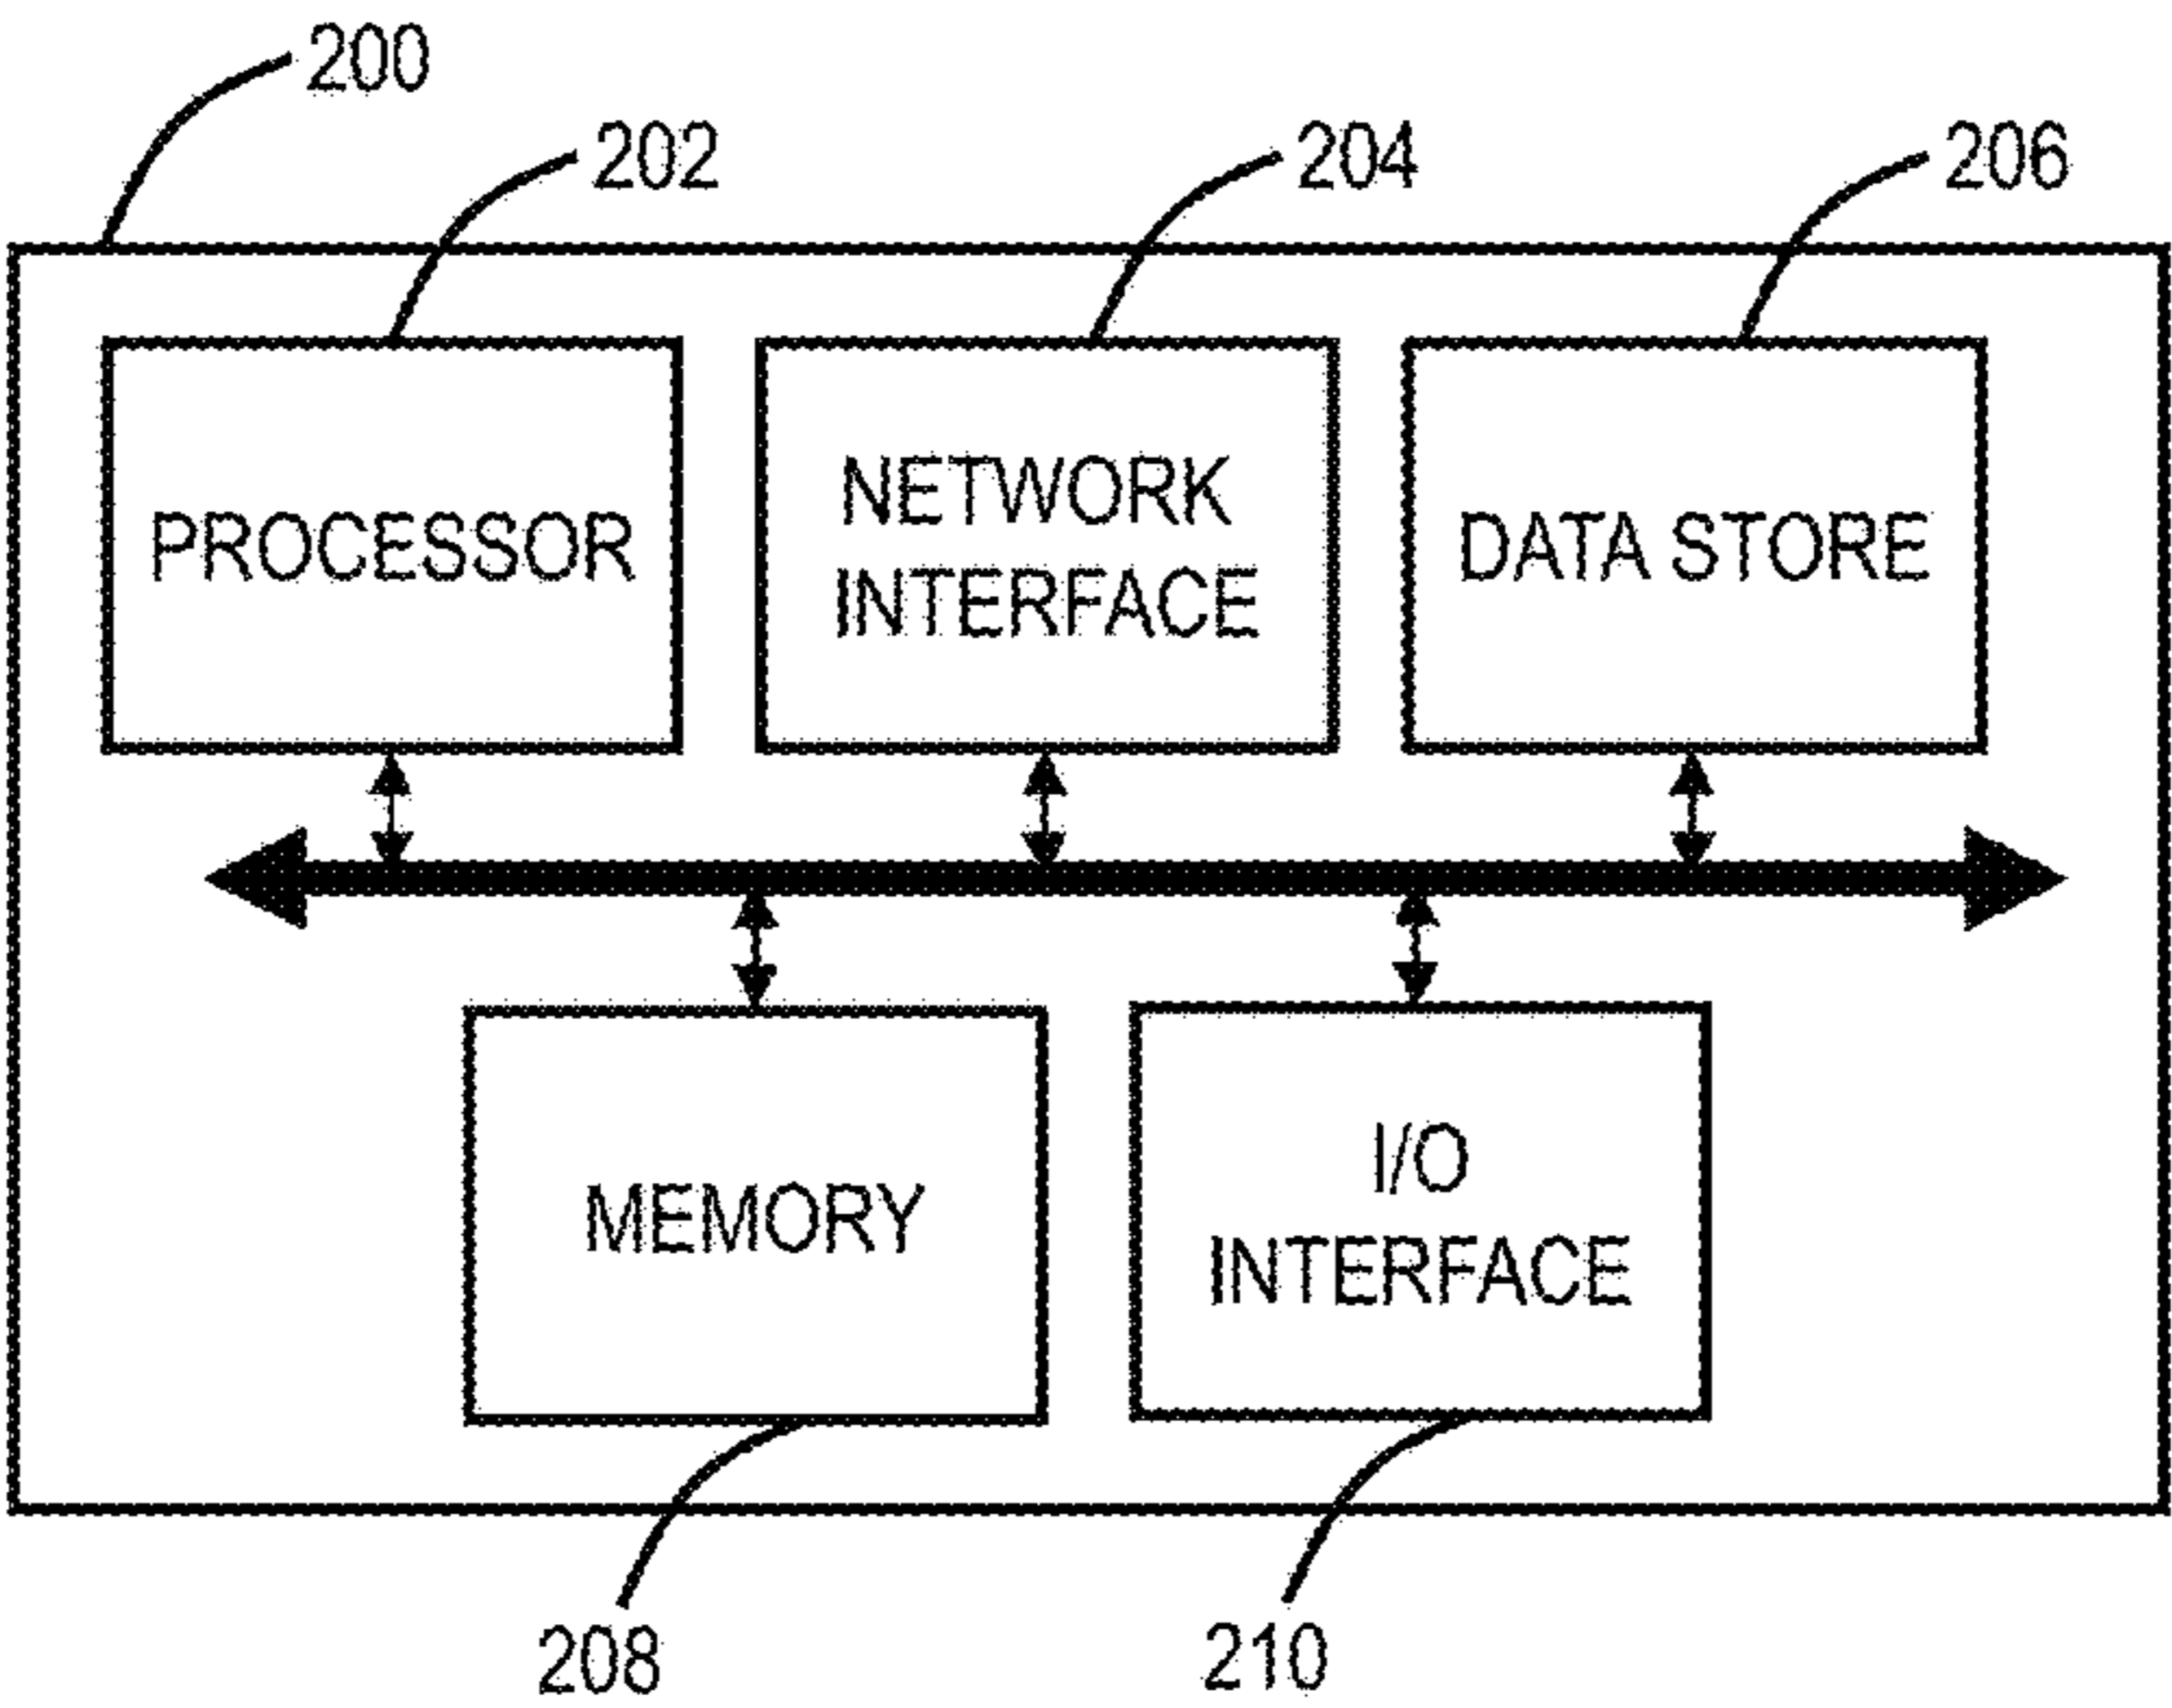 200
202
204
206
PROCESSOR
NETWORK
INTERFACE
DATA STORE
MEMORY
I/O
INTERFACE
208
210